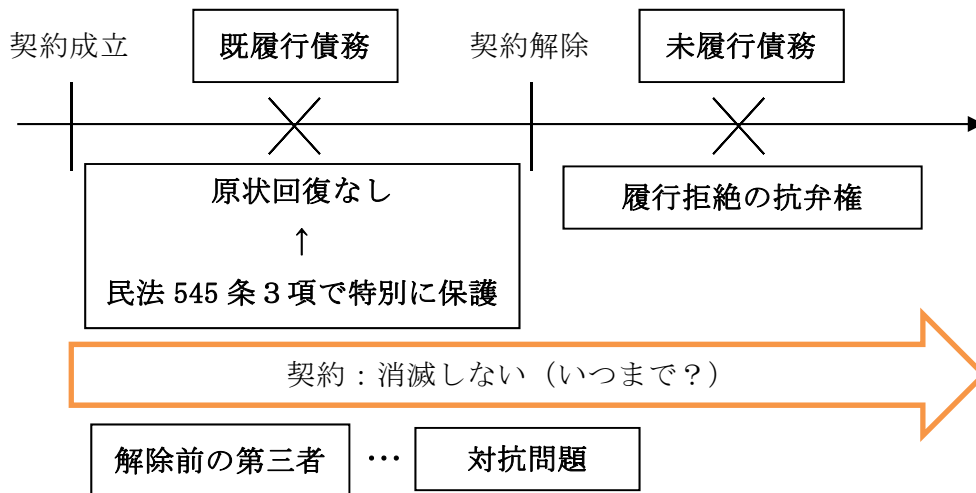 契約成立 既履行債務 契約解除 未履行債務
原状回復なし
↑
民法 545 条３項で特別に保護
履行拒絶の抗弁権
契約：消滅しない（いつまで？）
解除前の第三者 … 対抗問題